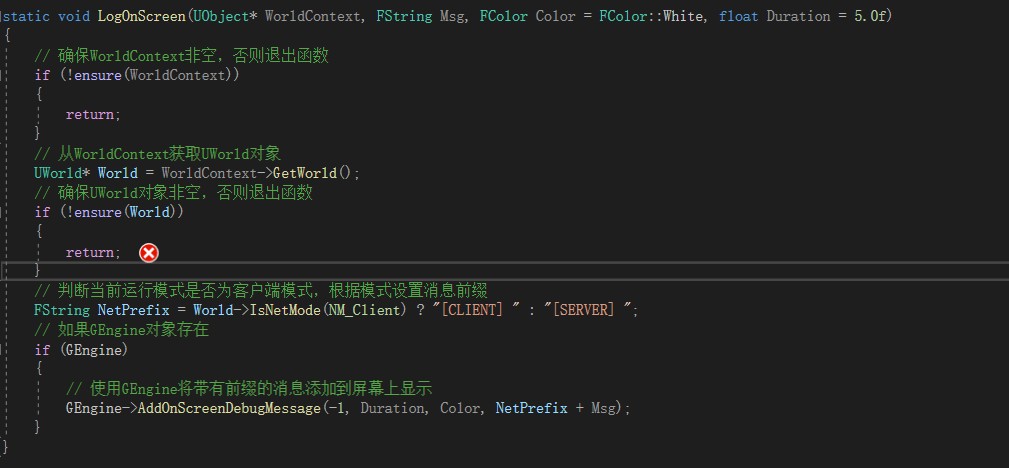 static void LogOnScreen(UObject* WorldContext, FString Msg, FColor Color = FColor::White, float Duration = 5.0f)
{
// 确保WorldContext非空，否则退出函数
if (!ensure(WorldContext))
{
return;
}
// 从WorldContext获取UWorld对象
UWorld* World = WorldContext->GetWorld();
// 确保UWorld对象非空，否则退出函数
if (!ensure(World))
{
return;
}
// 判断当前运行模式是否为客户端模式，根据模式设置消息前缀
FString NetPrefix = World->IsNetMode(NM_Client) ? "[CLIENT] " : "[SERVER] ";
// 如果GEngine对象存在
if (GEngine)
{
// 使用GEngine将带有前缀的消息添加到屏幕上显示
GEngine->AddOnScreenDebugMessage(-1, Duration, Color, NetPrefix + Msg);
}
}